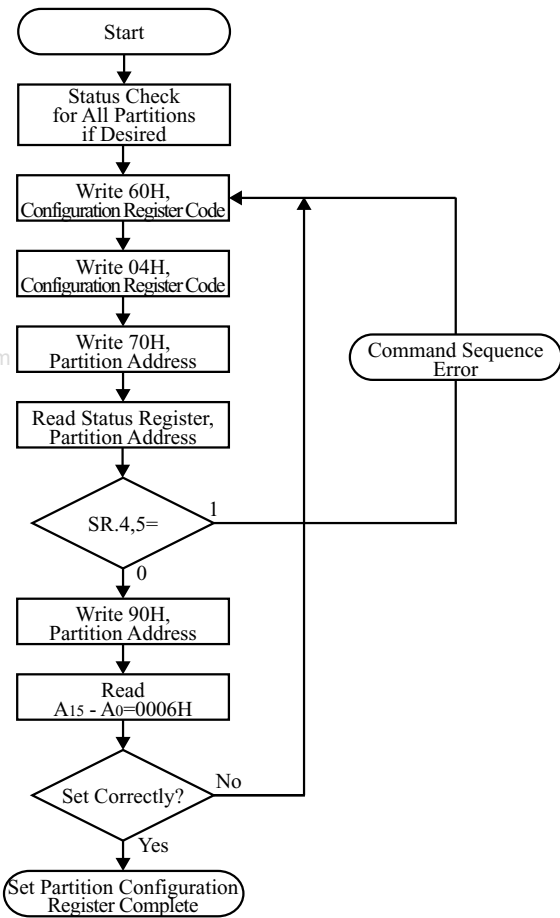 Start
Status Check
for All Partitions
if Desired
Write 60H,
Configuration Register Code
Write 04H,
Configuration Register Code
Write 70H,
Partition Address
m
Command Sequence
Error
Read Status Register,
Partition Address
SR.4,5=
1
0
Write 90H,
Partition Address
Read
A15 - A0=0006H
Set Correctly?
No
Yes
Set Partition Configuration
Register Complete